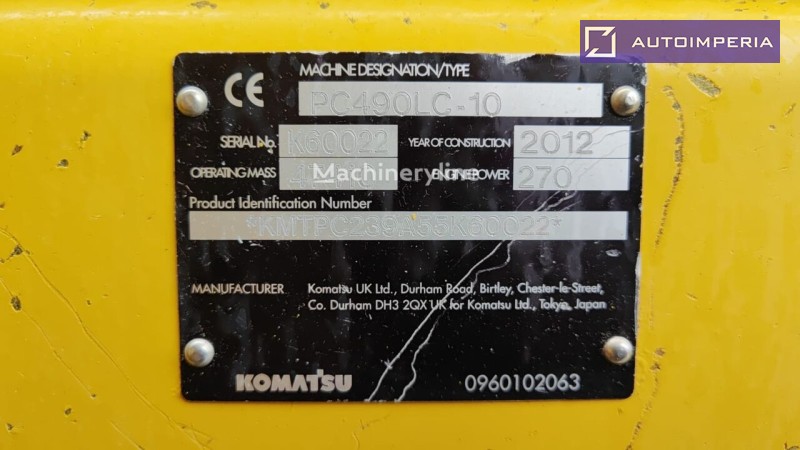 AUTOIMPERIA
CE
MACHINE DESIGNATION/TYPE
PC490LC-10
SERIAL No. K60022 YEAR OF CONSTRUCTION 2012
OPERATING MASS ENGINE POWER 270
Machineryline
Product Identification Number
MANUFACTURER Komatsu UK Ltd., Durham Road, Birtley, Chester-le-Street,
Co. Durham DH3 2QX UK for Komatsu Ltd., Tokyo, Japan
KOMATSU 0960102063